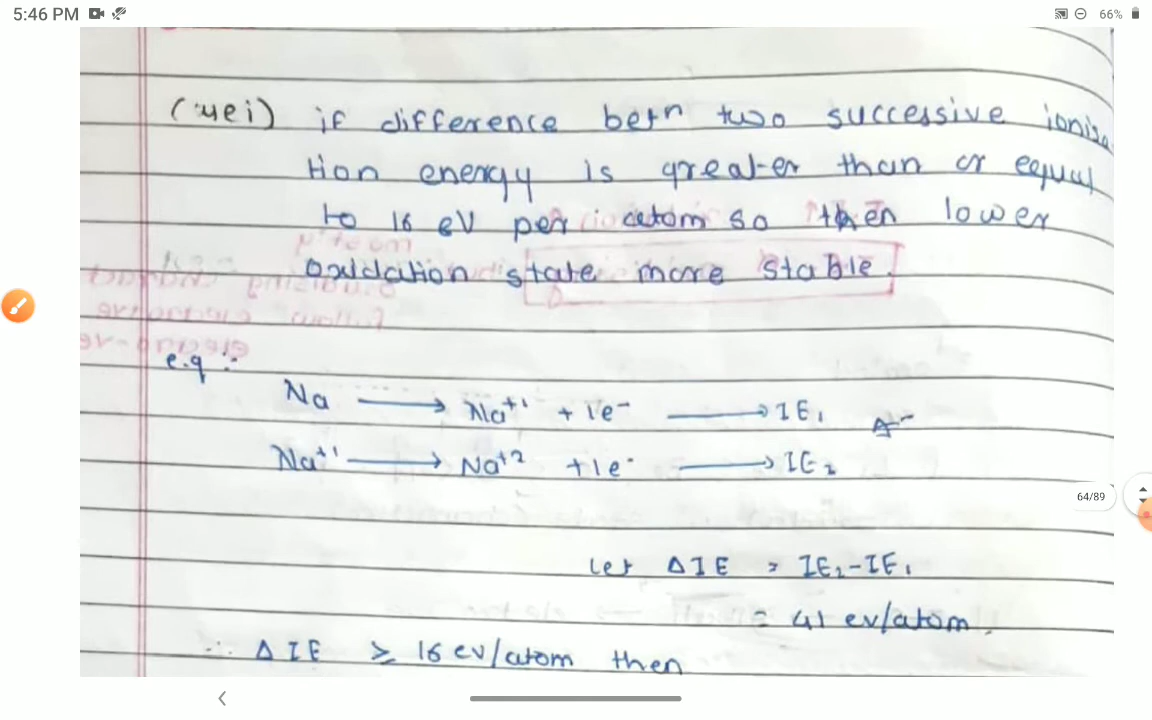 5:46 PM
66%
if difference betn two successive ionisa
tion energy is greater than or equal
to 16 eV per atom so then lower
oxidation state more stable.
e.g :-
Na → Na+1 + 1e- → IE1
Na+1 → Na+2 + 1e- → IE2
64/89
Let ΔIE = IE2-IE1
= 41 ev/atom.
∴ ΔIE ≥ 16 ev/atom then